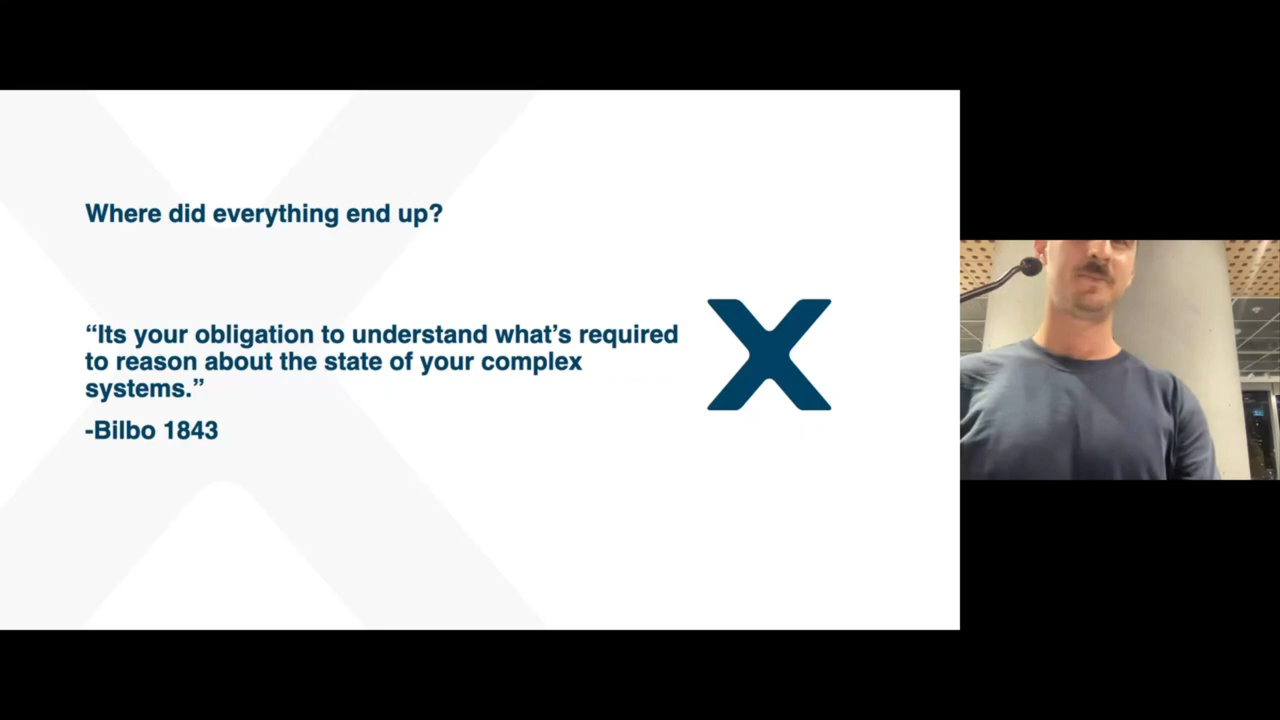 Where did everything end up?
“Its your obligation to understand what’s required
to reason about the state of your complex
systems.”
-Bilbo 1843